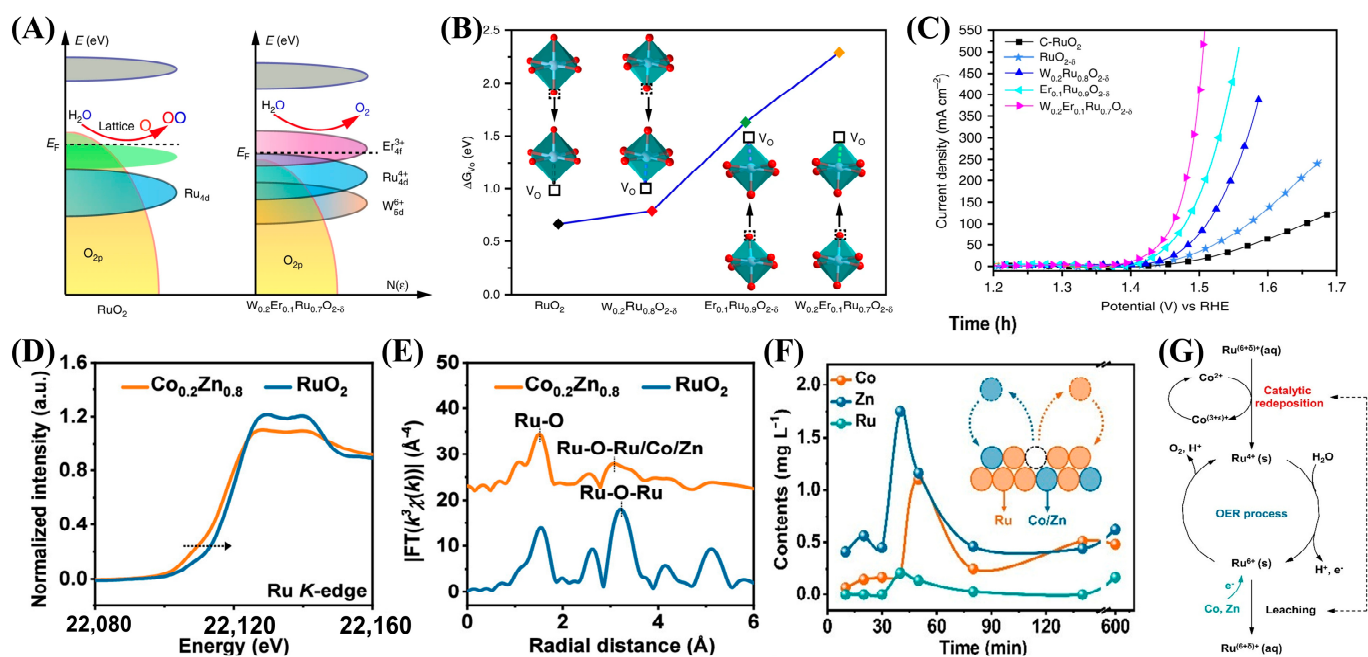 (A)
E (eV)
E (eV)
H₂O
Lattice O
OO
E_F
Ru₄d
O₂p
RuO₂
H₂O
O₂
E_F
Er³⁺₄f
Ru⁴⁺₄d
W⁶⁺₅d
O₂p
N(ε)
W₀.₂Er₀.₁Ru₀.₇O₂₋δ
(B)
2.5
2.0
1.5
1.0
0.5
0.0
ΔG_Vo (eV)
V_O
V_O
V_O
V_O
RuO₂
W₀.₂Ru₀.₈O₂₋δ
Er₀.₁Ru₀.₉O₂₋δ
W₀.₂Er₀.₁Ru₀.₇O₂₋δ
(C)
550
500
450
400
350
300
250
200
150
100
50
0
Current density (mA cm⁻²)
C-RuO₂
RuO₂₋δ
W₀.₂Ru₀.₈O₂₋δ
Er₀.₁Ru₀.₉O₂₋δ
W₀.₂Er₀.₁Ru₀.₇O₂₋δ
1.2
1.3
1.4
1.5
1.6
1.7
Potential (V) vs RHE
Time (h)
(D)
1.6
1.2
0.8
0.4
0.0
Normalized intensity (a.u.)
Co₀.₂Zn₀.₈
RuO₂
Ru K-edge
22,080
22,120
22,160
Energy (eV)
(E)
50
40
30
20
10
0
|FT(k³χ(k))| (Å⁻⁴)
Co₀.₂Zn₀.₈
RuO₂
Ru-O
Ru-O-Ru/Co/Zn
Ru-O-Ru
0
2
4
6
Radial distance (Å)
(F)
2.0
1.5
1.0
0.5
0.0
Contents (mg L⁻¹)
Co
Zn
Ru
Ru
Co/Zn
0
30
60
90
120
600
Time (min)
(G)
Ru⁽⁶⁺δ⁾⁺(aq)
Co²⁺
Catalytic
redeposition
Co⁽³⁺ε⁾⁺
O₂, H⁺
Ru⁴⁺(s)
H₂O
OER process
Ru⁶⁺(s)
H⁺, e⁻
e⁻
Co, Zn
Leaching
Ru⁽⁶⁺δ⁾⁺(aq)